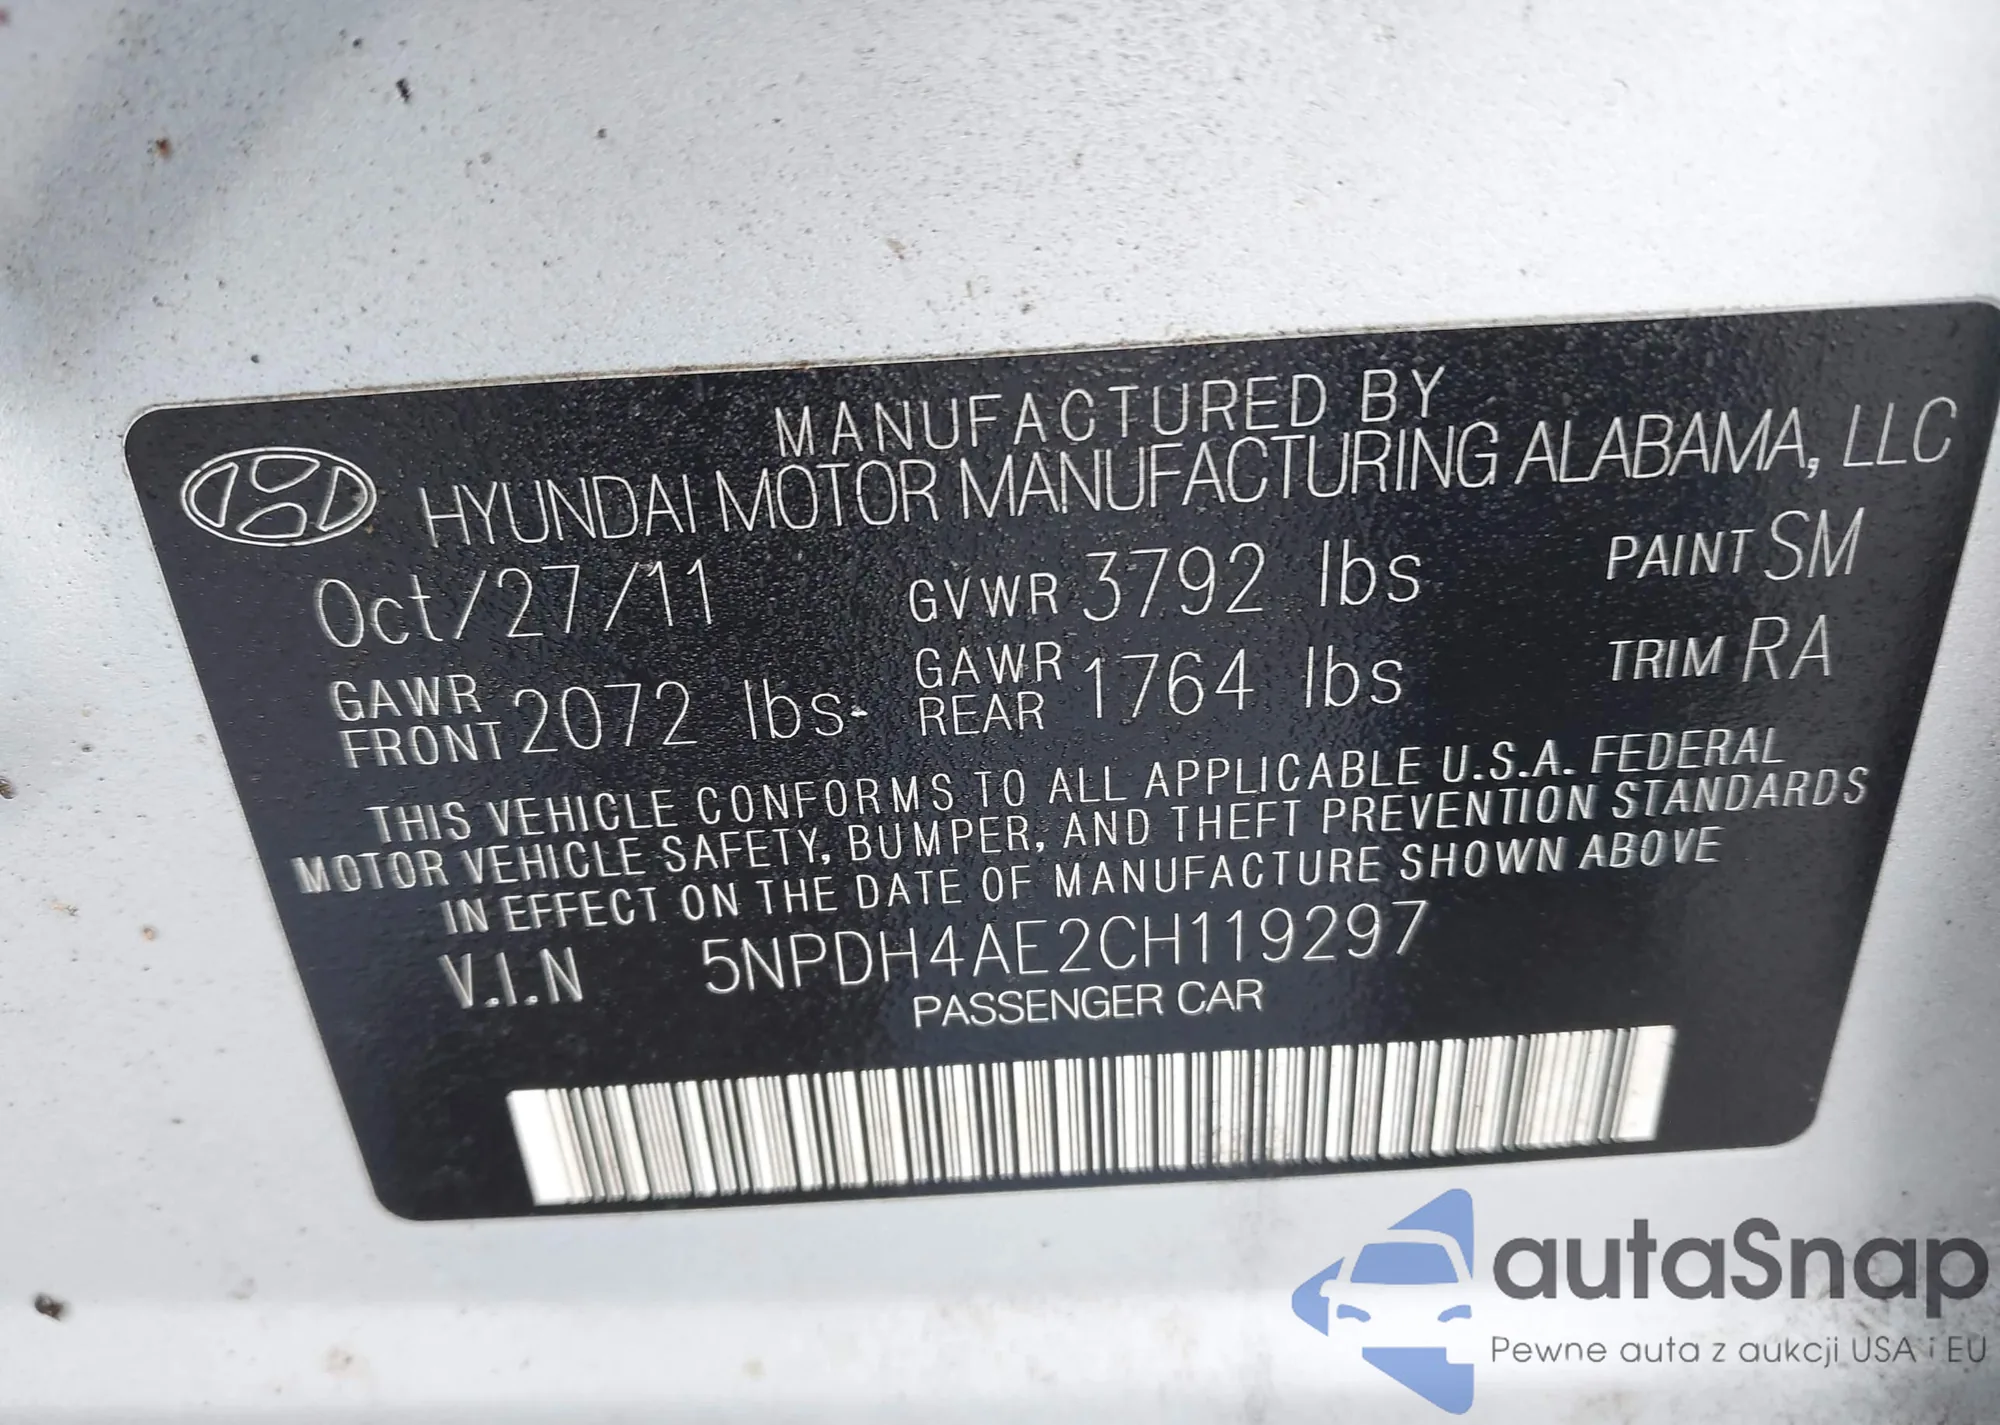 MANUFACTURED BY
HYUNDAI MOTOR MANUFACTURING ALABAMA, LLC
Oct/27/11 GVWR 3792 lbs PAINT SM
GAWR FRONT 2072 lbs GAWR REAR 1764 lbs TRIM RA
THIS VEHICLE CONFORMS TO ALL APPLICABLE U.S.A. FEDERAL
MOTOR VEHICLE SAFETY, BUMPER, AND THEFT PREVENTION STANDARDS
IN EFFECT ON THE DATE OF MANUFACTURE SHOWN ABOVE
V.I.N 5NPDH4AE2CH119297
PASSENGER CAR
autaSnap
Pewne auta z aukcji USA i EU